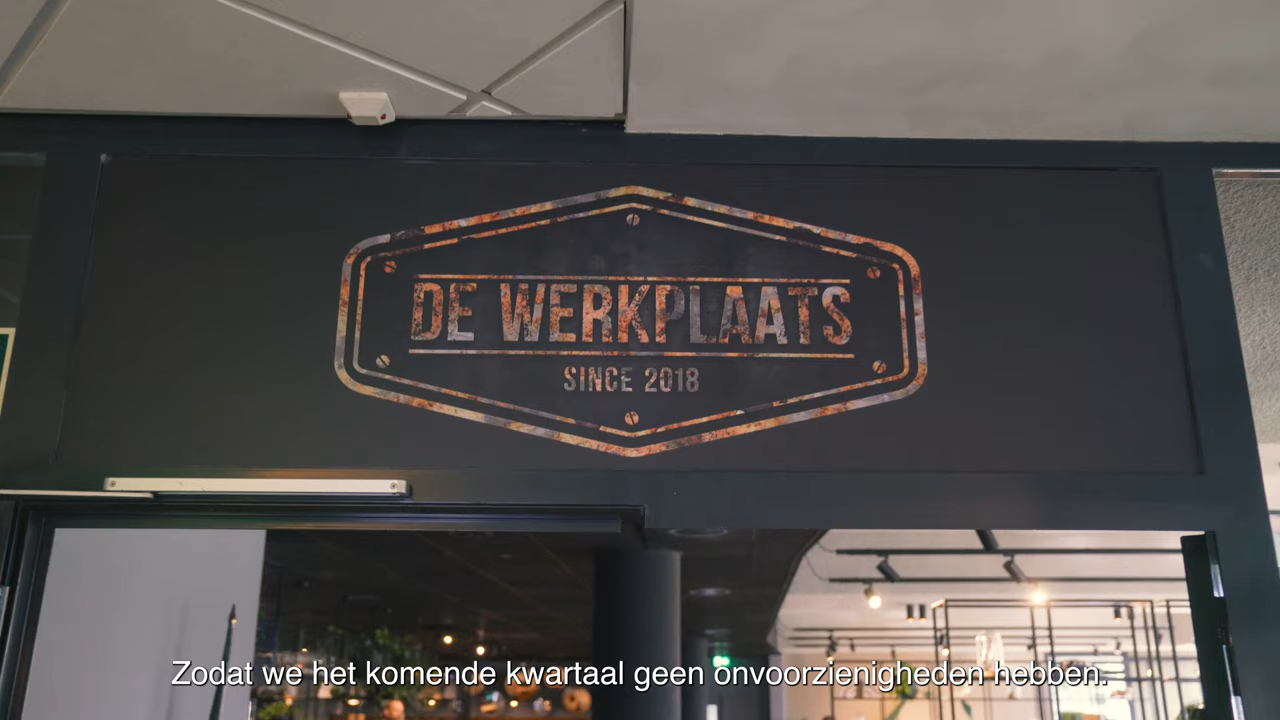 DE WERKPLAATS
SINCE 2018
Zodat we het komende kwartaal geen onvoorzienigheden hebben.